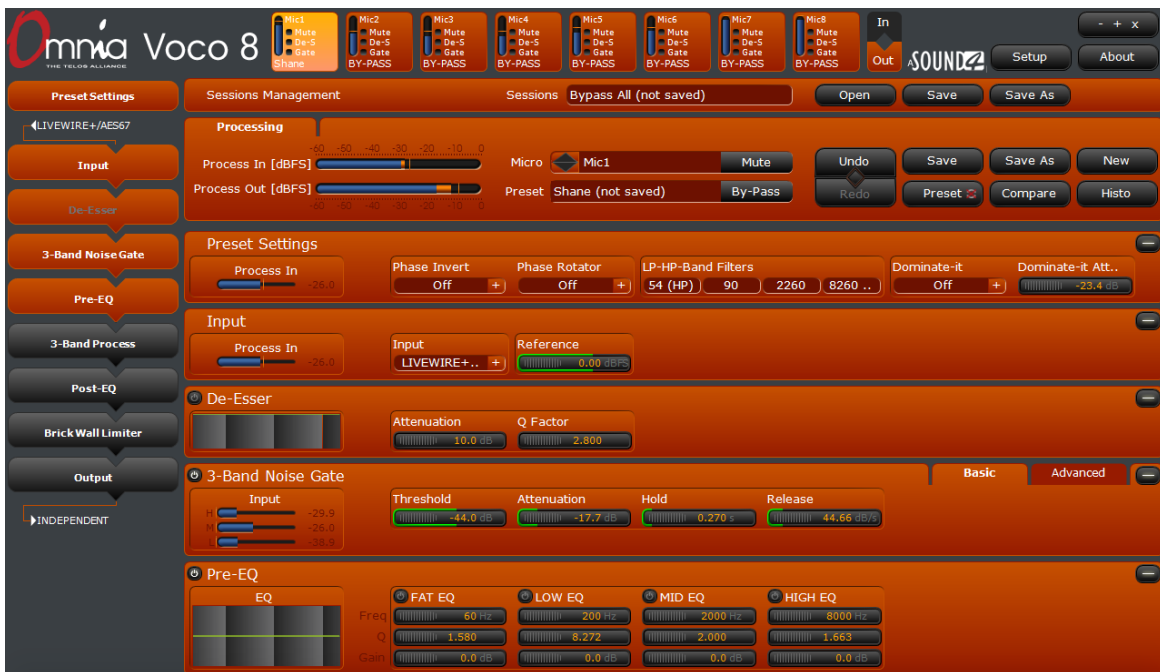 Omnia Voco 8
THE TELOS ALLIANCE
Mic1
Mute
De-S
Gate
Shane
Mic2
Mute
De-S
Gate
BY-PASS
Mic3
Mute
De-S
Gate
BY-PASS
Mic4
Mute
De-S
Gate
BY-PASS
Mic5
Mute
De-S
Gate
BY-PASS
Mic6
Mute
De-S
Gate
BY-PASS
Mic7
Mute
De-S
Gate
BY-PASS
Mic8
Mute
De-S
Gate
BY-PASS
In
Out
SOUND4
- + x
Setup
About
Preset Settings
LIVEWIRE+/AES67
Input
De-Esser
3-Band Noise Gate
Pre-EQ
3-Band Process
Post-EQ
Brick Wall Limiter
Output
INDEPENDENT
Sessions Management
Sessions Bypass All (not saved)
Open Save Save As
Processing
-60 -50 -40 -30 -20 -10 0
Process In [dBFS]
Process Out [dBFS]
-60 -50 -40 -30 -20 -10 0
Micro Mic1 Mute
Preset Shane (not saved) By-Pass
Undo Save Save As New
Redo Preset Compare Histo
Preset Settings
Process In
-26.0
Phase Invert Phase Rotator LP-HP-Band Filters Dominate-it Dominate-it Att..
Off + Off + 54 (HP) 90 2260 8260 .. Off + -23.4 dB
Input
Process In
-26.0
Input Reference
LIVEWIRE+.. + 0.00 dBFS
De-Esser
Attenuation Q Factor
10.0 dB 2.800
3-Band Noise Gate
Basic Advanced
Input
H -29.9
M -26.0
L -38.9
Threshold Attenuation Hold Release
-44.0 dB -17.7 dB 0.270 s 44.66 dB/s
Pre-EQ
EQ
FAT EQ LOW EQ MID EQ HIGH EQ
Freq 60 Hz 200 Hz 2000 Hz 8000 Hz
Q 1.580 8.272 2.000 1.663
Gain 0.0 dB 0.0 dB 0.0 dB 0.0 dB